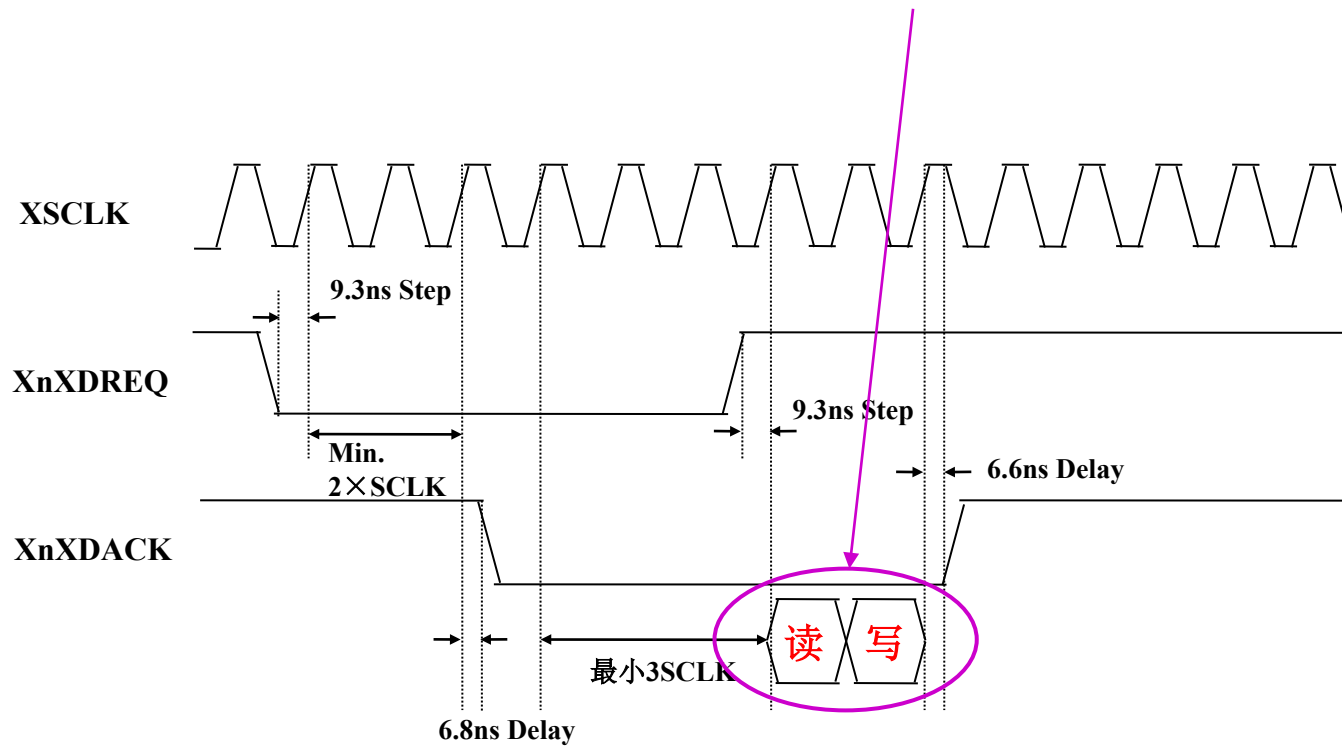 XSCLK
9.3ns Step
XnXDREQ
9.3ns Step
Min.
2×SCLK
6.6ns Delay
XnXDACK
读 写
最小3SCLK
6.8ns Delay